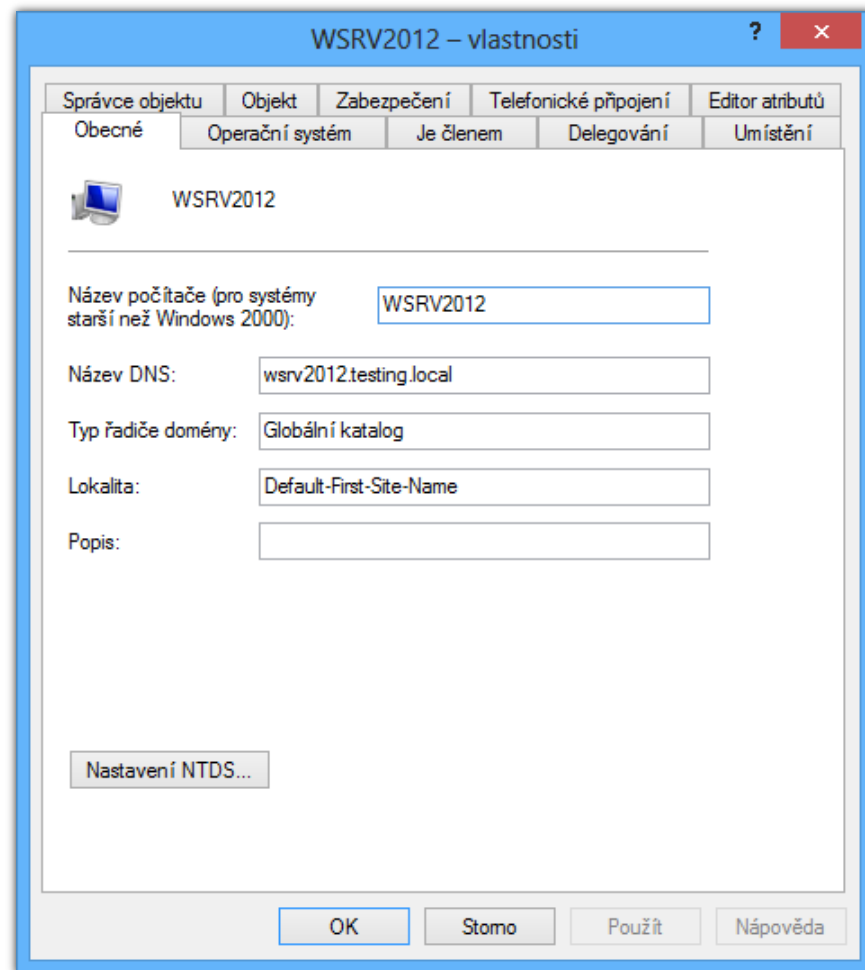 WSRV2012 – vlastnosti
?
Správce objektu
Objekt
Zabezpečení
Telefonické připojení
Editor atributů
Obecné
Operační systém
Je členem
Delegování
Umístění
WSRV2012
Název počítače (pro systémy
starší než Windows 2000):
WSRV2012
Název DNS:
wsrv2012.testing.local
Typ řadiče domény:
Globální katalog
Lokalita:
Default-First-Site-Name
Popis:
Nastavení NTDS...
OK
Storno
Použít
Nápověda